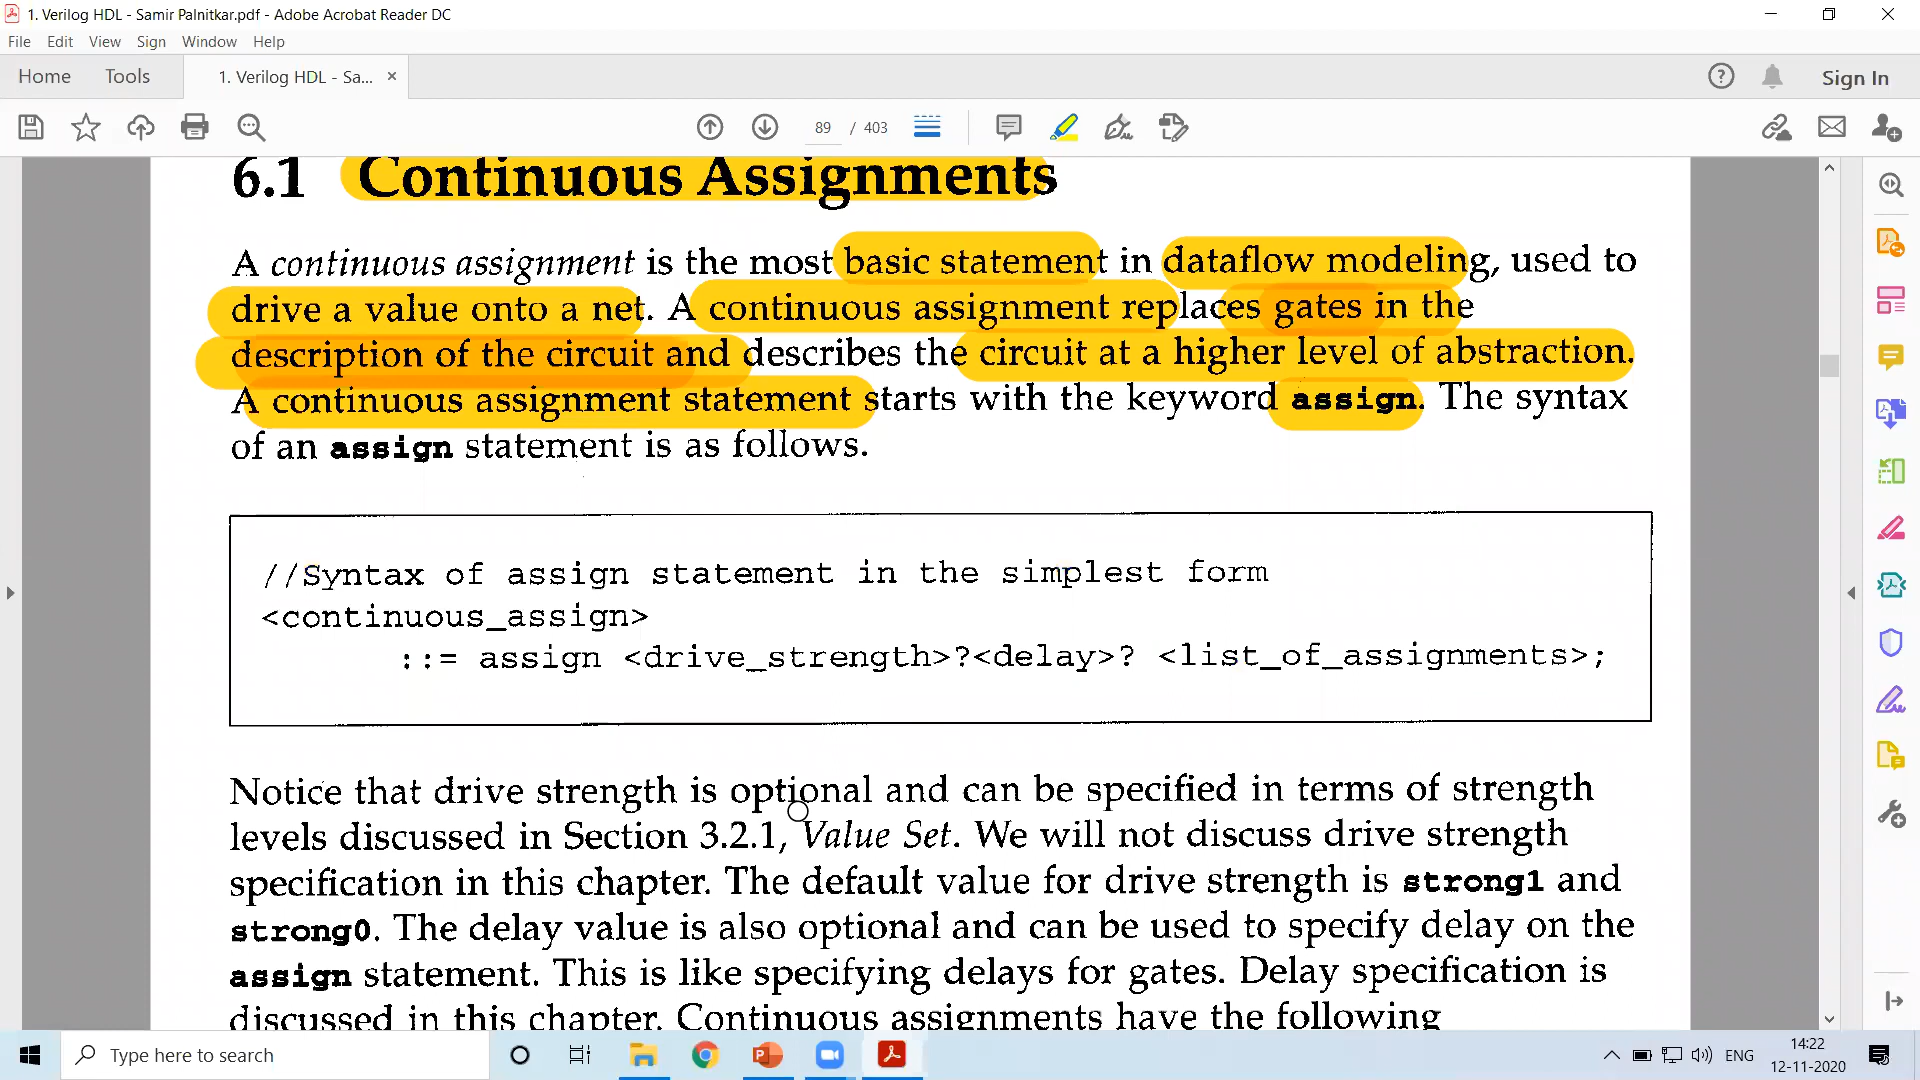 1. Verilog HDL - Samir Palnitkar.pdf - Adobe Acrobat Reader DC
File Edit View Sign Window Help
Home Tools 1. Verilog HDL - Sa... × Sign In
89 / 403
6.1 Continuous Assignments
A continuous assignment is the most basic statement in dataflow modeling, used to
drive a value onto a net. A continuous assignment replaces gates in the
description of the circuit and describes the circuit at a higher level of abstraction.
A continuous assignment statement starts with the keyword assign. The syntax
of an assign statement is as follows.
//Syntax of assign statement in the simplest form
<continuous_assign>
::= assign <drive_strength>?<delay>? <list_of_assignments>;
Notice that drive strength is optional and can be specified in terms of strength
levels discussed in Section 3.2.1, Value Set. We will not discuss drive strength
specification in this chapter. The default value for drive strength is strong1 and
strong0. The delay value is also optional and can be used to specify delay on the
assign statement. This is like specifying delays for gates. Delay specification is
discussed in this chapter. Continuous assignments have the following
Type here to search
ENG
14:22
12-11-2020